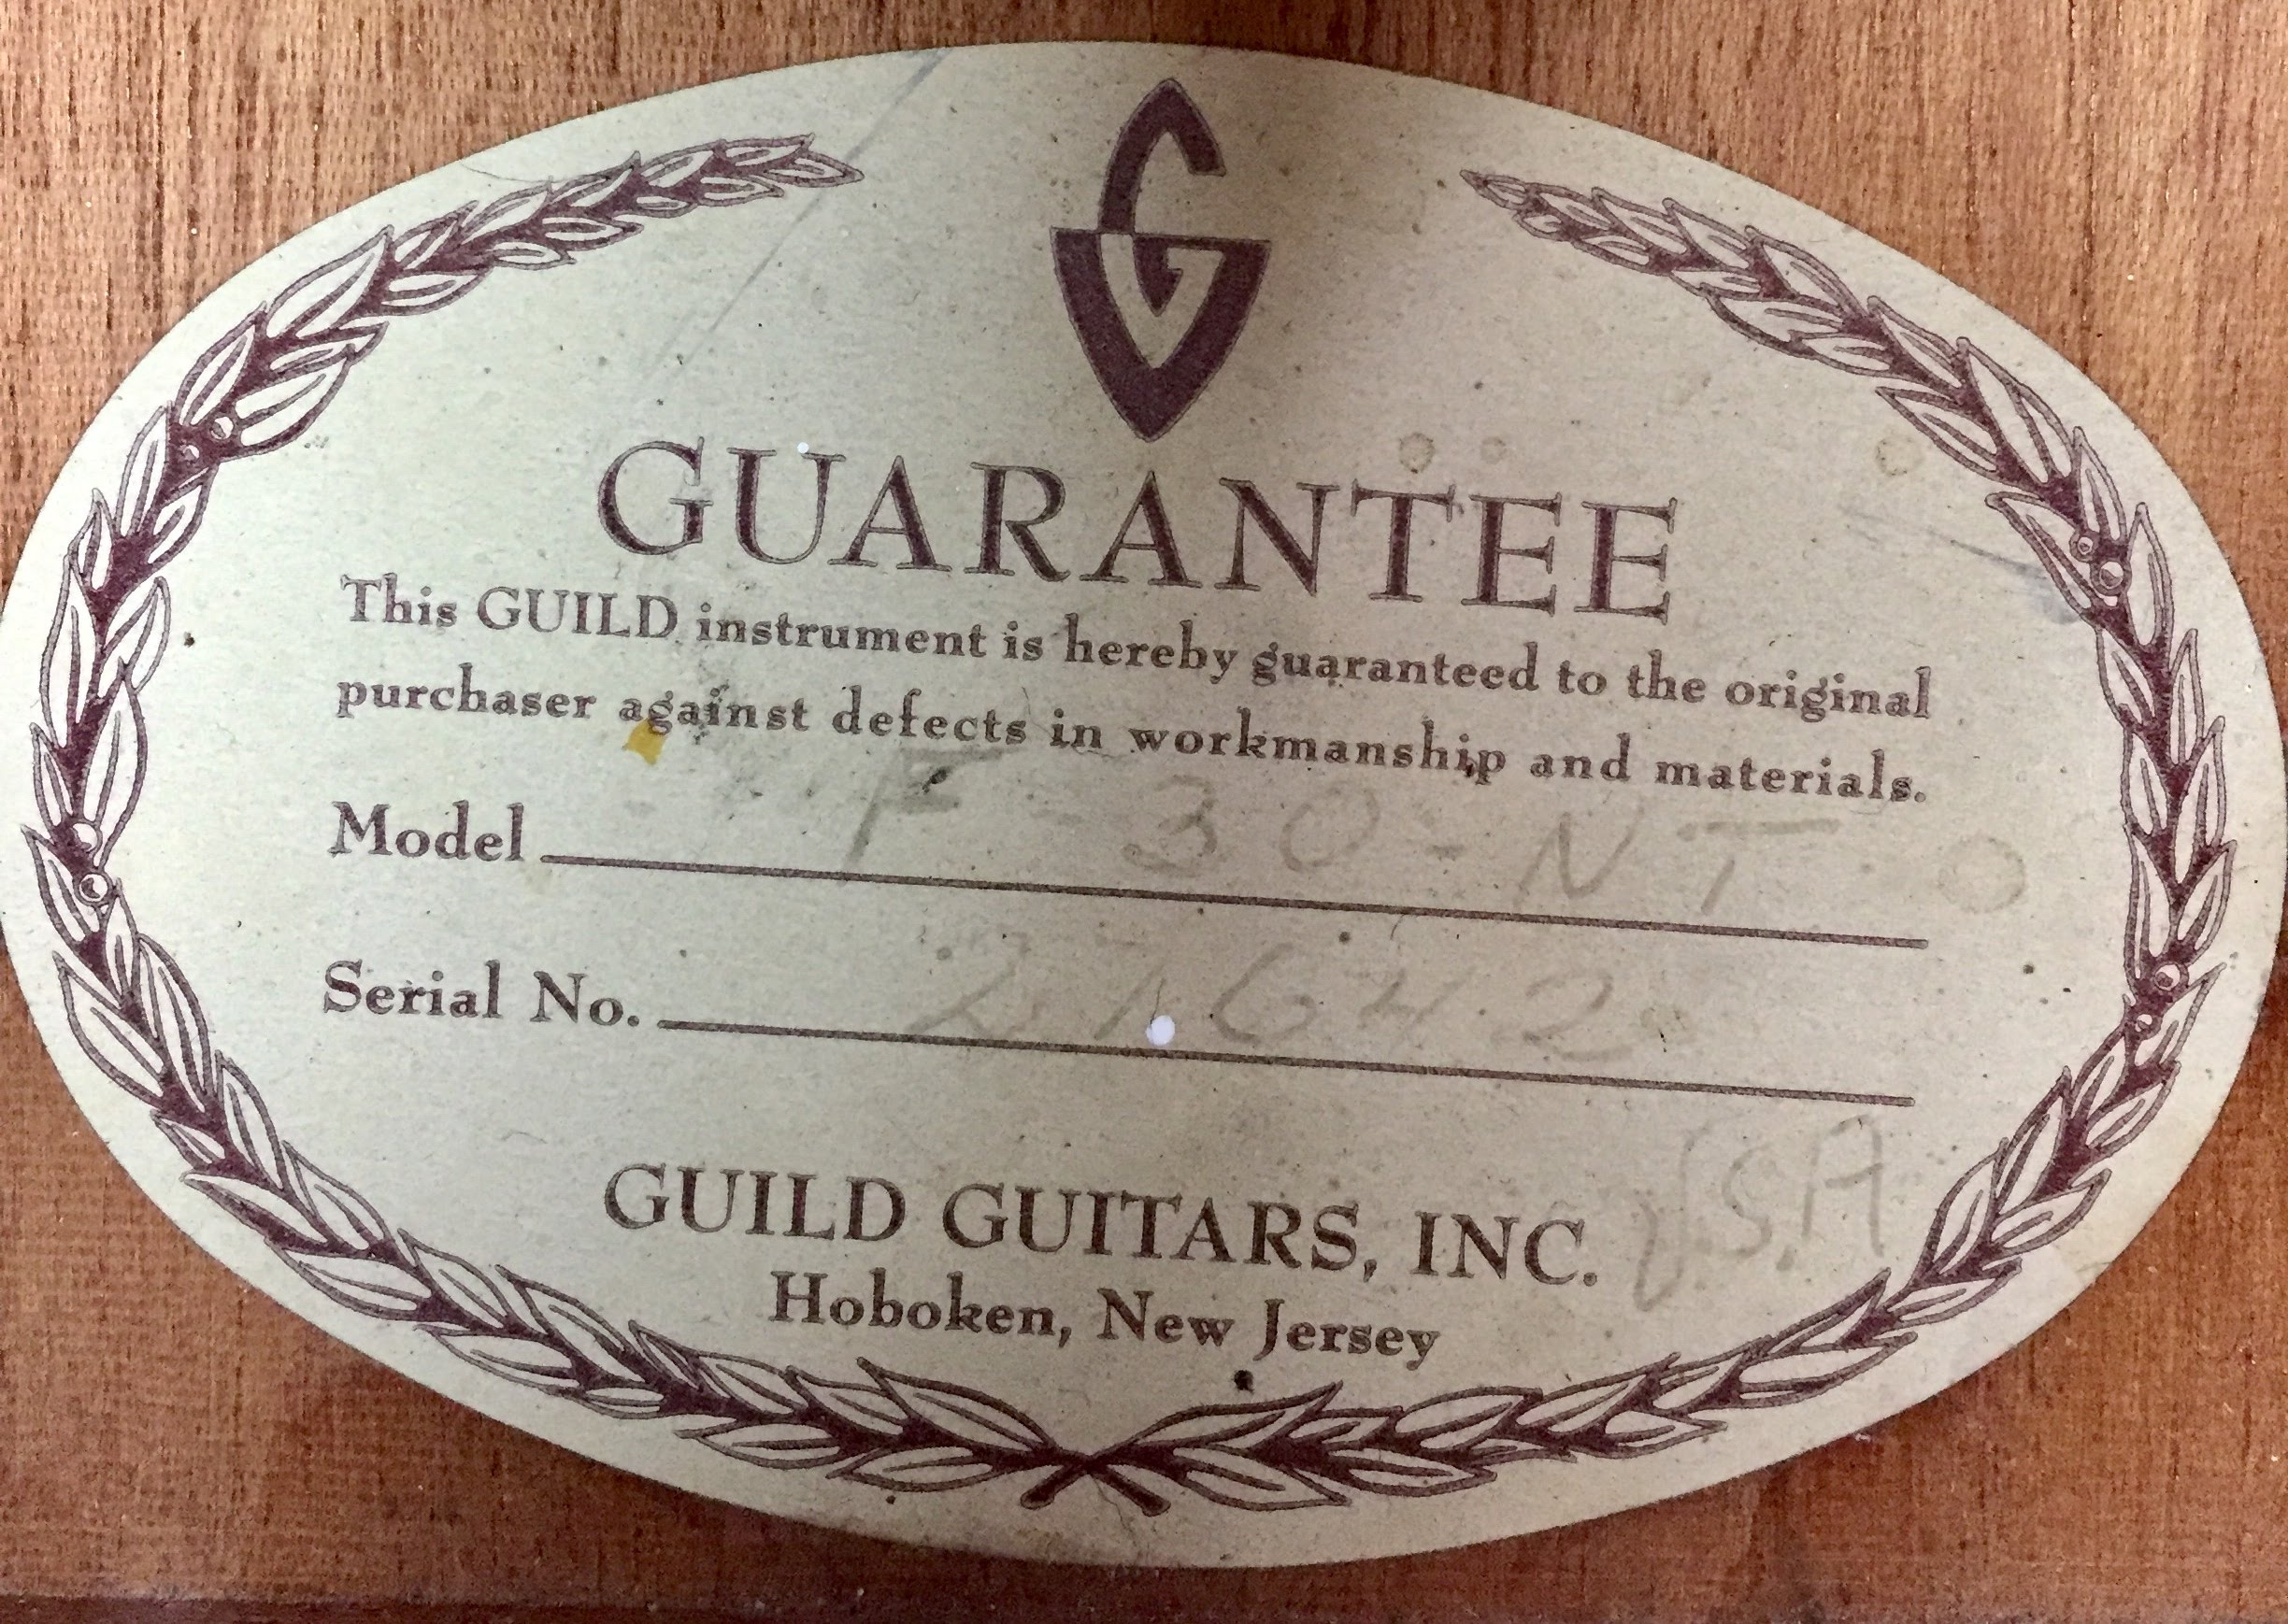 G
GUARANTEE
This GUILD instrument is hereby guaranteed to the original
purchaser against defects in workmanship and materials.
Model F-30-NT
Serial No. 27642
GUILD GUITARS, INC. U.S.A
Hoboken, New Jersey